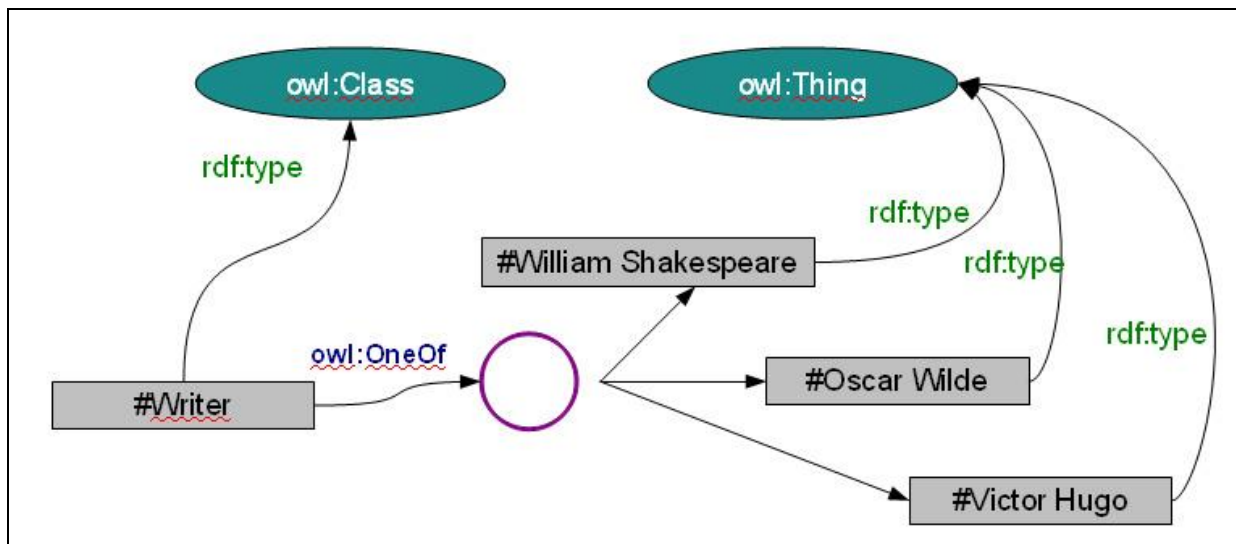 owl:Class
owl:Thing
rdf:type
rdf:type
#William Shakespeare
rdf:type
rdf:type
owl:OneOf
#Oscar Wilde
#Writer
#Victor Hugo